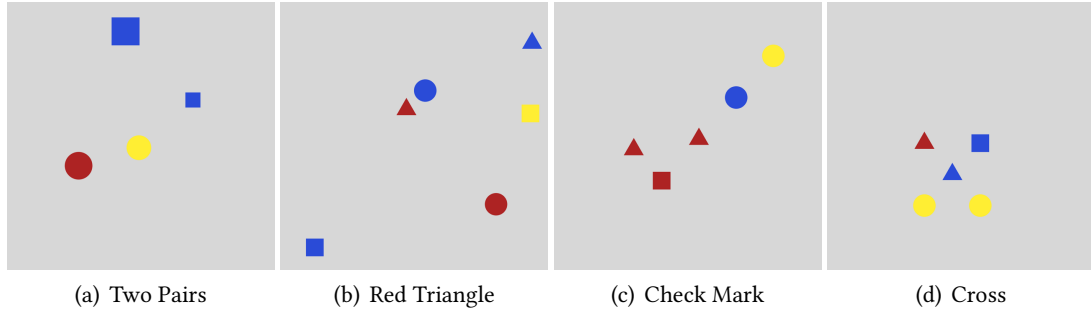 (a) Two Pairs
(b) Red Triangle
(c) Check Mark
(d) Cross